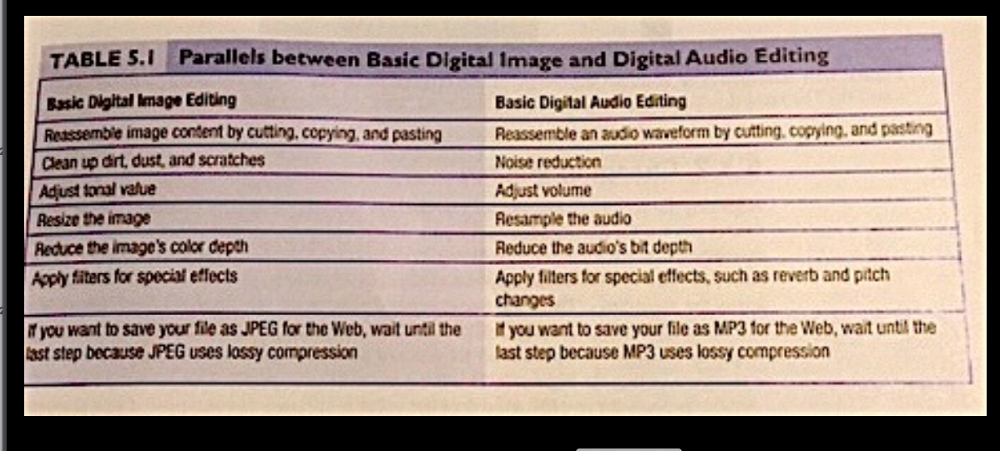 TABLE 5.1 Parallels between Basic Digital Image and Digital Audio Editing
Basic Digital Image Editing Basic Digital Audio Editing
Reassemble image content by cutting, copying, and pasting Reassemble an audio waveform by cutting, copying, and pasting
Clean up dirt, dust, and scratches Noise reduction
Adjust tonal value Adjust volume
Resize the image Resample the audio
Reduce the image's color depth Reduce the audio's bit depth
Apply filters for special effects Apply filters for special effects, such as reverb and pitch
changes
If you want to save your file as JPEG for the Web, wait until the If you want to save your file as MP3 for the Web, wait until the
last step because JPEG uses lossy compression last step because MP3 uses lossy compression